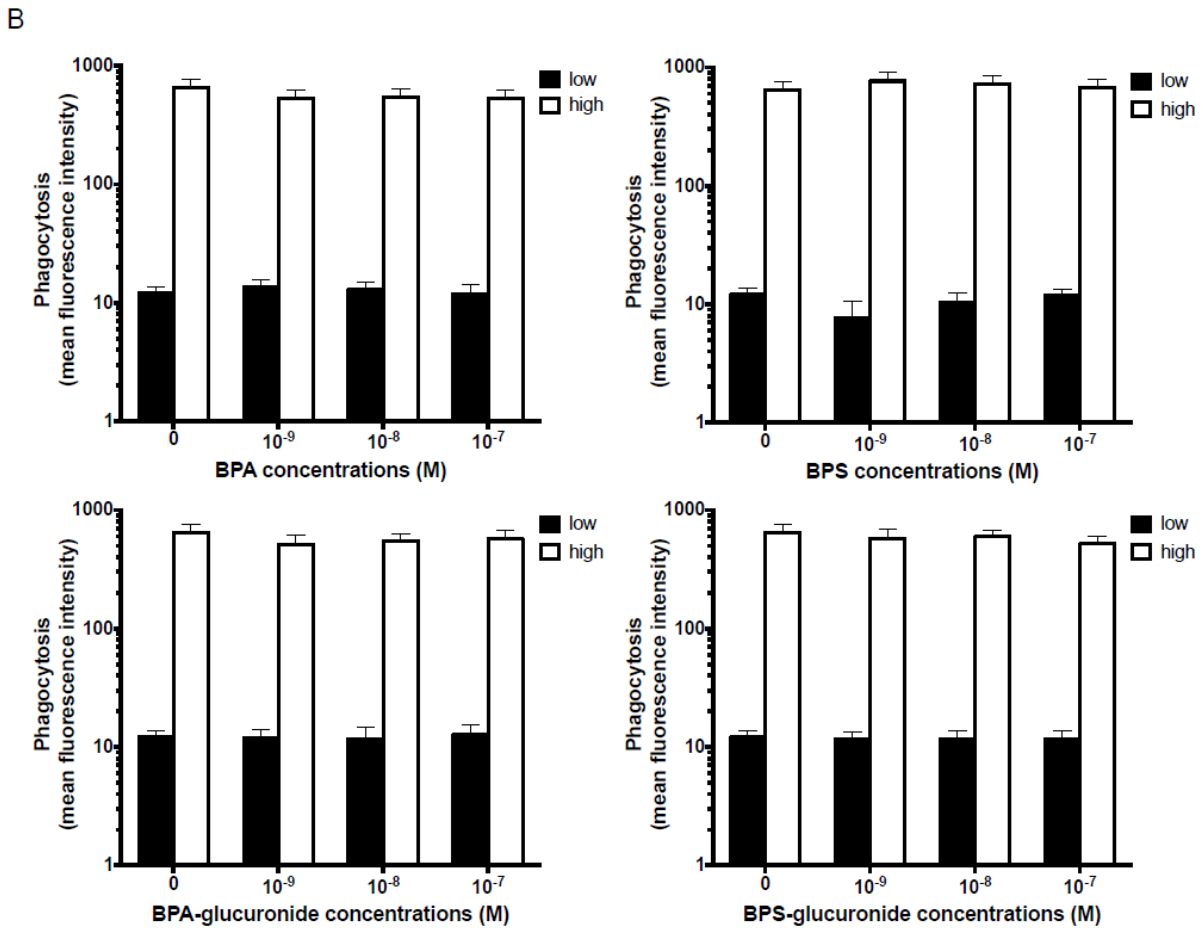 B
1000
100
10
1
Phagocytosis
(mean fluorescence intensity)
low
high
0 10⁻⁹ 10⁻⁸ 10⁻⁷
BPA concentrations (M)
1000
100
10
1
Phagocytosis
(mean fluorescence intensity)
low
high
0 10⁻⁹ 10⁻⁸ 10⁻⁷
BPS concentrations (M)
1000
100
10
1
Phagocytosis
(mean fluorescence intensity)
low
high
0 10⁻⁹ 10⁻⁸ 10⁻⁷
BPA-glucuronide concentrations (M)
1000
100
10
1
Phagocytosis
(mean fluorescence intensity)
low
high
0 10⁻⁹ 10⁻⁸ 10⁻⁷
BPS-glucuronide concentrations (M)